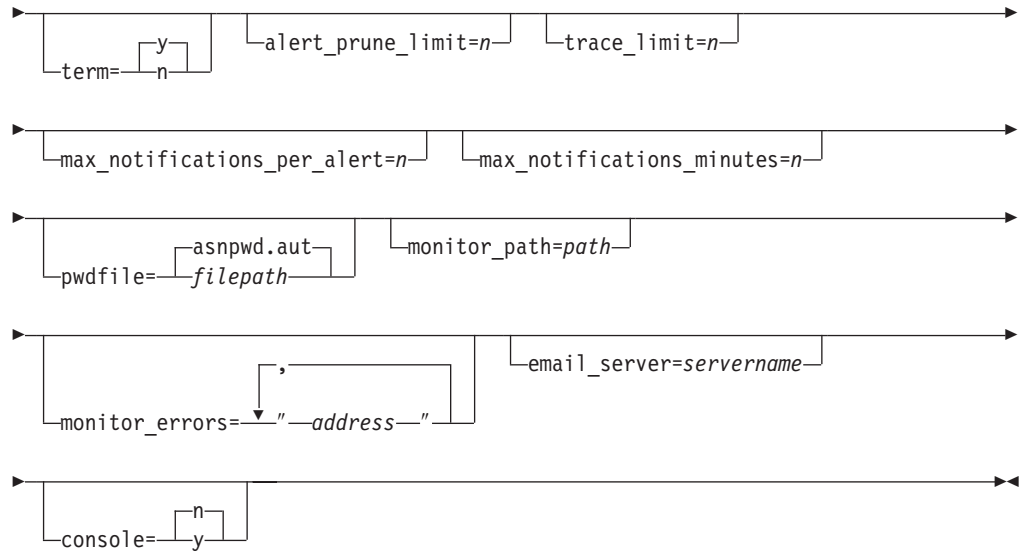 y
term= n
alert_prune_limit=n
trace_limit=n
max_notifications_per_alert=n
max_notifications_minutes=n
asnpwd.aut
pwdfile= filepath
monitor_path=path
,
monitor_errors= " address "
email_server=servername
n
console= y